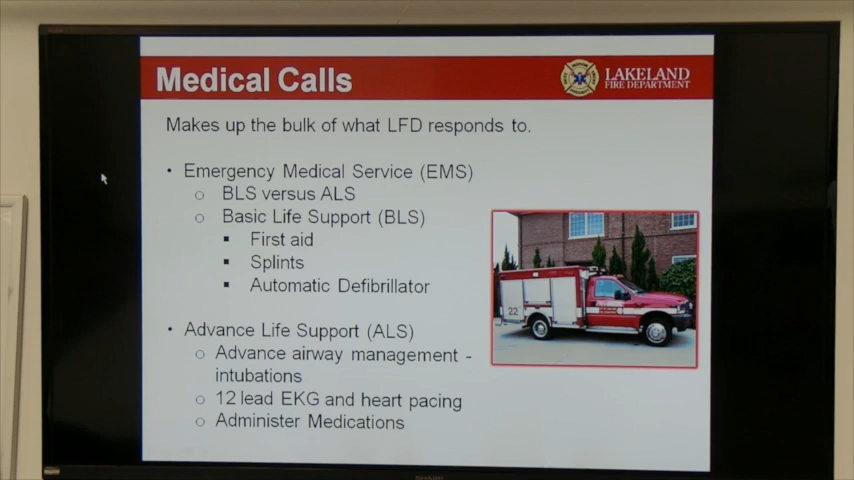 Medical Calls
LAKELAND
FIRE DEPARTMENT
Makes up the bulk of what LFD responds to.
• Emergency Medical Service (EMS)
o BLS versus ALS
o Basic Life Support (BLS)
▪ First aid
▪ Splints
▪ Automatic Defibrillator
22
• Advance Life Support (ALS)
o Advance airway management -
intubations
o 12 lead EKG and heart pacing
o Administer Medications